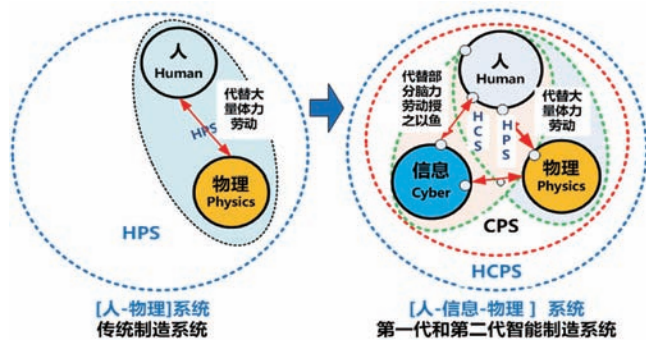 人
Human
代替大
量体力
劳动
HPS
物理
Physics
HPS
[人-物理]系统
传统制造系统
人
Human
代替部
分脑力
劳动授
之以鱼
代替大
量体力
劳动
HCS
HPS
信息
Cyber
物理
Physics
CPS
HCPS
[人-信息-物理 ] 系统
第一代和第二代智能制造系统